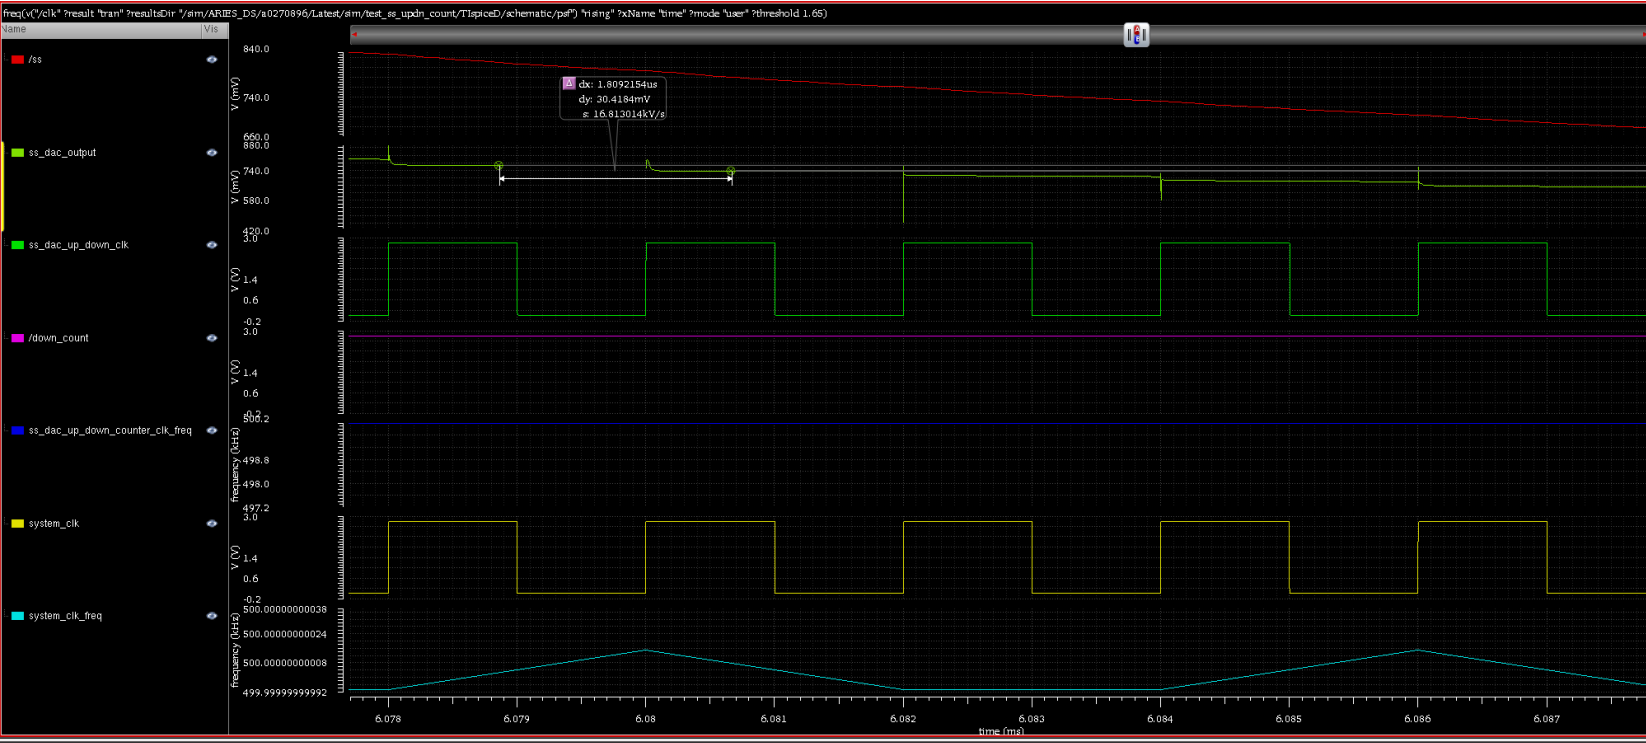 freq(v("/clk" ?result "tran" ?resultsDir "/sim/ARIES_DS/a0270896/Latest/sim/test_ss_updn_count/TIspiceD/schematic/psf") "rising" ?xName "time" ?mode "user" ?threshold 1.65)
Name Vis
/ss
V (mV)
840.0
740.0
660.0
dx: 1.8092154us
dy: 30.4184mV
s: 16.813014kV/s
ss_dac_output
V (mV)
880.0
740.0
580.0
420.0
ss_dac_up_down_clk
V (V)
3.0
1.4
0.6
-0.2
/down_count
V (V)
3.0
1.4
0.6
-0.2
ss_dac_up_down_counter_clk_freq
frequency (kHz)
500.2
498.8
498.0
497.2
system_clk
V (V)
3.0
1.4
0.6
-0.2
system_clk_freq
frequency (kHz)
500.00000000038
500.00000000024
500.00000000008
499.99999999992
6.078 6.079 6.08 6.081 6.082 6.083 6.084 6.085 6.086 6.087
time (ms)